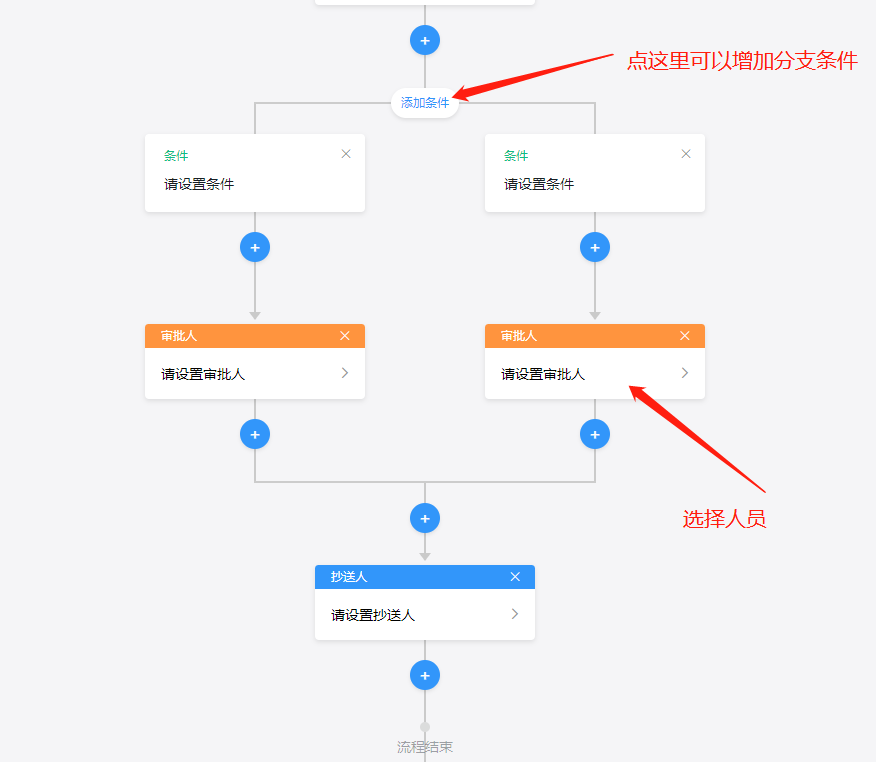 点这里可以增加分支条件
添加条件
条件
条件
请设置条件
请设置条件
审批人
审批人
请设置审批人
请设置审批人
选择人员
抄送人
请设置抄送人
流程结束